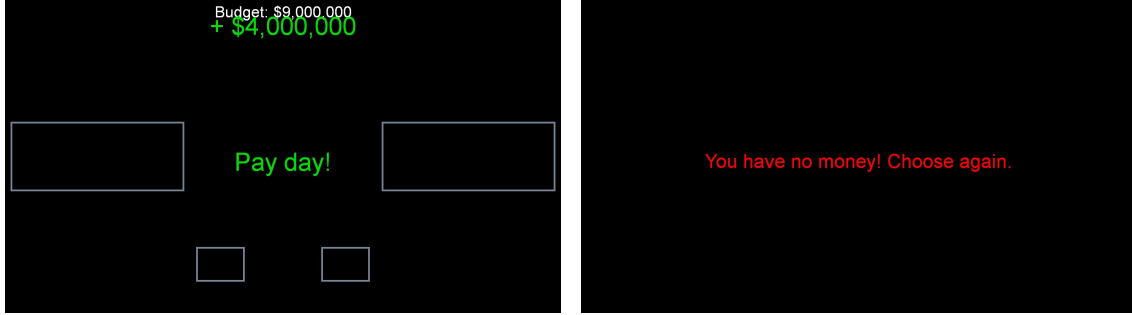 Budget: $9,000,000
+ $4,000,000
Pay day!
You have no money! Choose again.